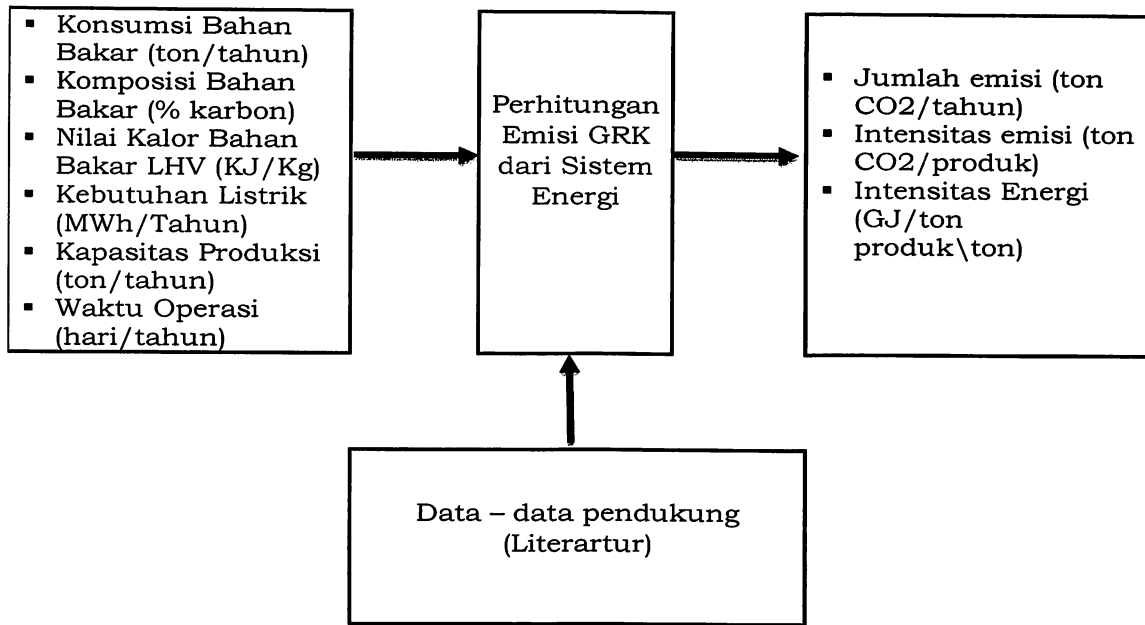 ▪ Konsumsi Bahan
Bakar (ton/tahun)
▪ Komposisi Bahan
Bakar (% karbon)
▪ Nilai Kalor Bahan
Bakar LHV (KJ/Kg)
▪ Kebutuhan Listrik
(MWh/Tahun)
▪ Kapasitas Produksi
(ton/tahun)
▪ Waktu Operasi
(hari/tahun)
Perhitungan
Emisi GRK
dari Sistem
Energi
▪ Jumlah emisi (ton
CO2/tahun)
▪ Intensitas emisi (ton
CO2/produk)
▪ Intensitas Energi
(GJ/ton
produk\ton)
Data – data pendukung
(Literartur)